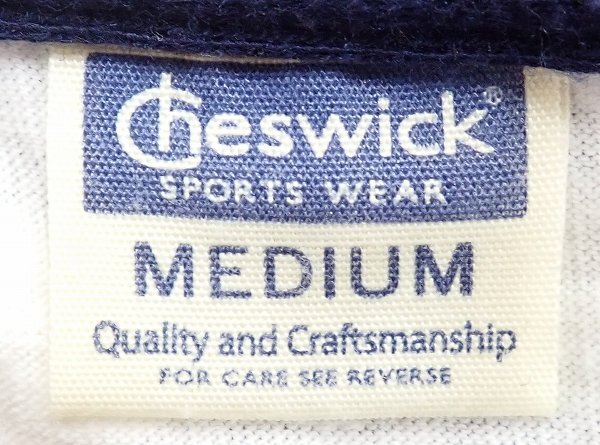 Cheswick®
SPORTS WEAR
MEDIUM
Quality and Craftsmanship
FOR CARE SEE REVERSE